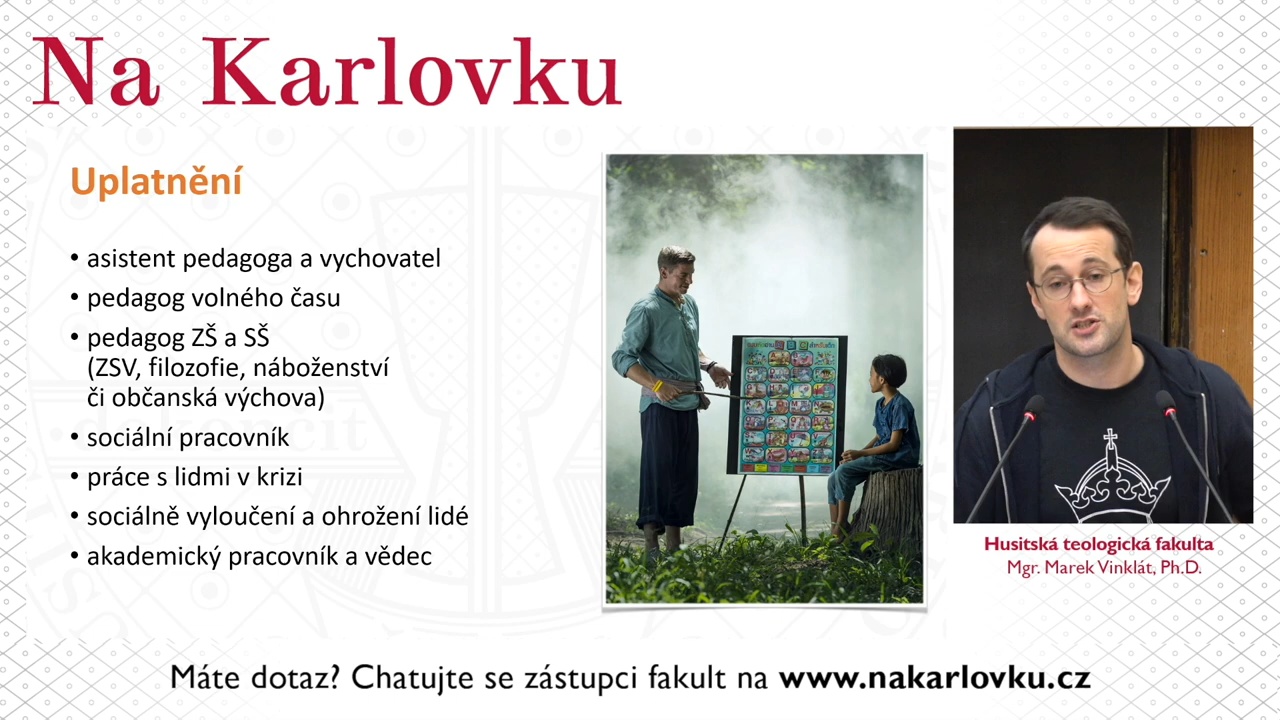 Na Karlovku
Uplatnění
• asistent pedagoga a vychovatel
• pedagog volného času
• pedagog ZŠ a SŠ
(ZSV, filozofie, náboženství
či občanská výchova)
• sociální pracovník
• práce s lidmi v krizi
• sociálně vyloučení a ohrožení lidé
• akademický pracovník a vědec
Husitská teologická fakulta
Mgr. Marek Vinklát, Ph.D.
Máte dotaz? Chatujte se zástupci fakult na www.nakarlovku.cz